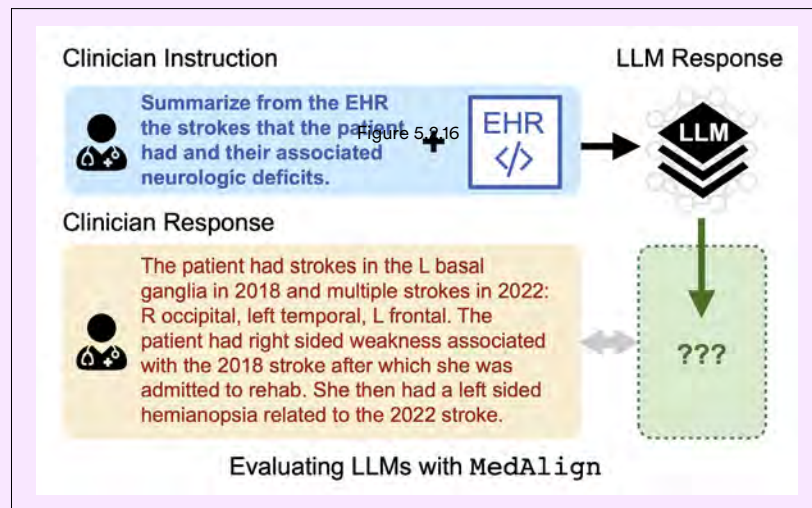 Clinician Instruction
LLM Response
Summarize from the EHR
the strokes that the patient
had and their associated
neurologic deficits.
Figure 5.2.16
+
EHR
</>
LLM
Clinician Response
The patient had strokes in the L basal
ganglia in 2018 and multiple strokes in 2022:
R occipital, left temporal, L frontal. The
patient had right sided weakness associated
with the 2018 stroke after which she was
admitted to rehab. She then had a left sided
hemianopsia related to the 2022 stroke.
???
Evaluating LLMs with MedAlign